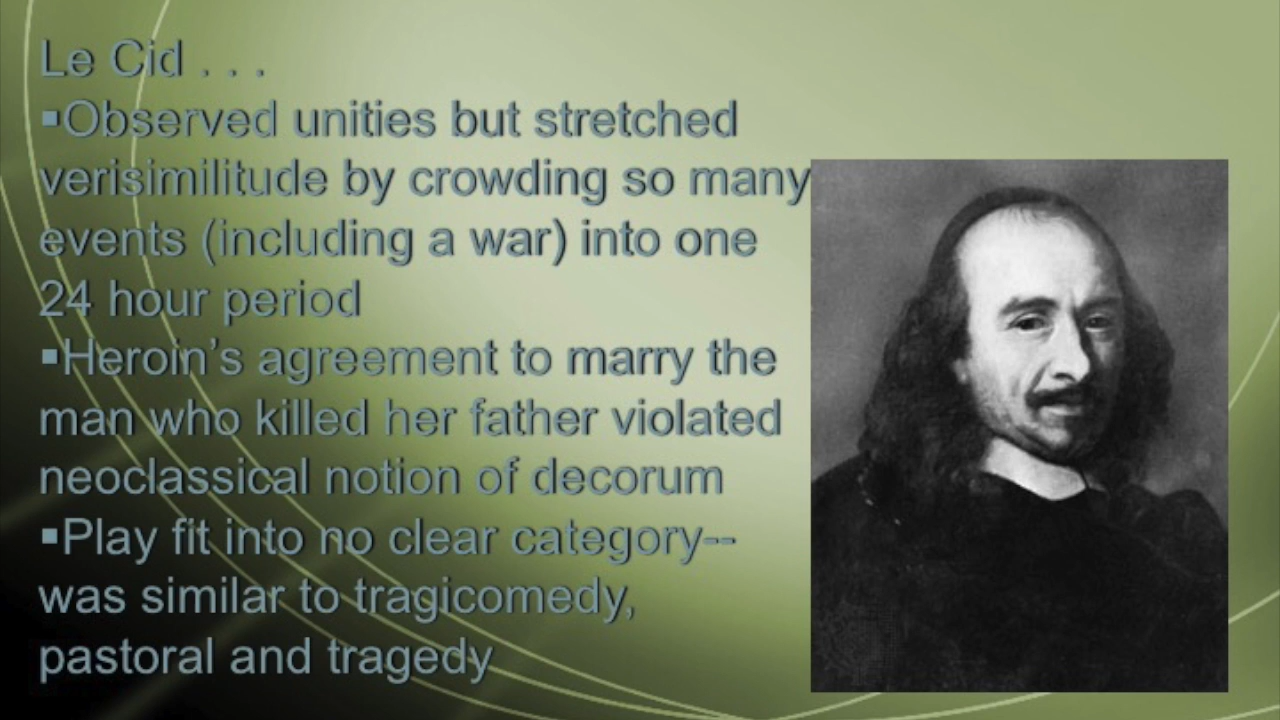 Le Cid . . .
▪Observed unities but stretched
verisimilitude by crowding so many
events (including a war) into one
24 hour period
▪Heroin’s agreement to marry the
man who killed her father violated
neoclassical notion of decorum
▪Play fit into no clear category--
was similar to tragicomedy,
pastoral and tragedy